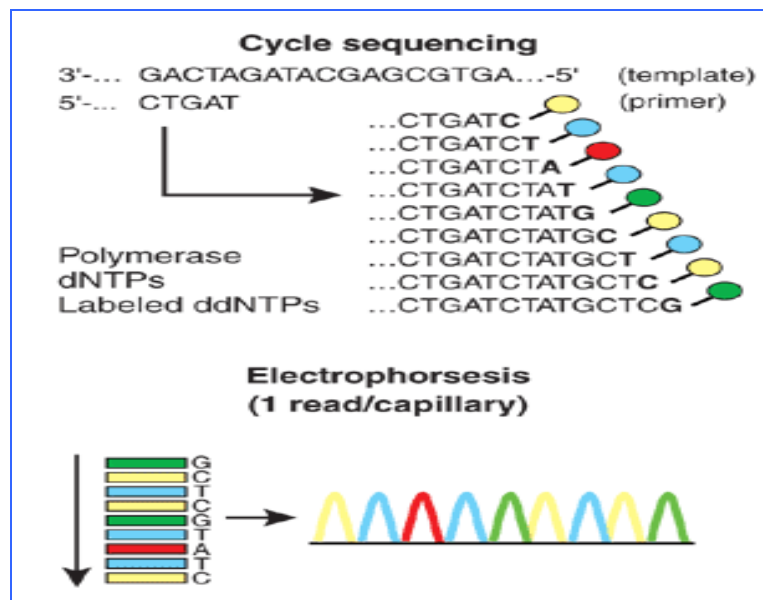 Cycle sequencing
3'-... GACTAGATACGAGCGTGA...-5' (template)
5'-... CTGAT (primer)
...CTGATC
...CTGATCT
...CTGATCTA
...CTGATCTAT
...CTGATCTATG
...CTGATCTATGC
...CTGATCTATGCT
...CTGATCTATGCTC
...CTGATCTATGCTCG
Polymerase
dNTPs
Labeled ddNTPs
Electrophorsesis
(1 read/capillary)
G
C
T
C
G
T
A
T
C